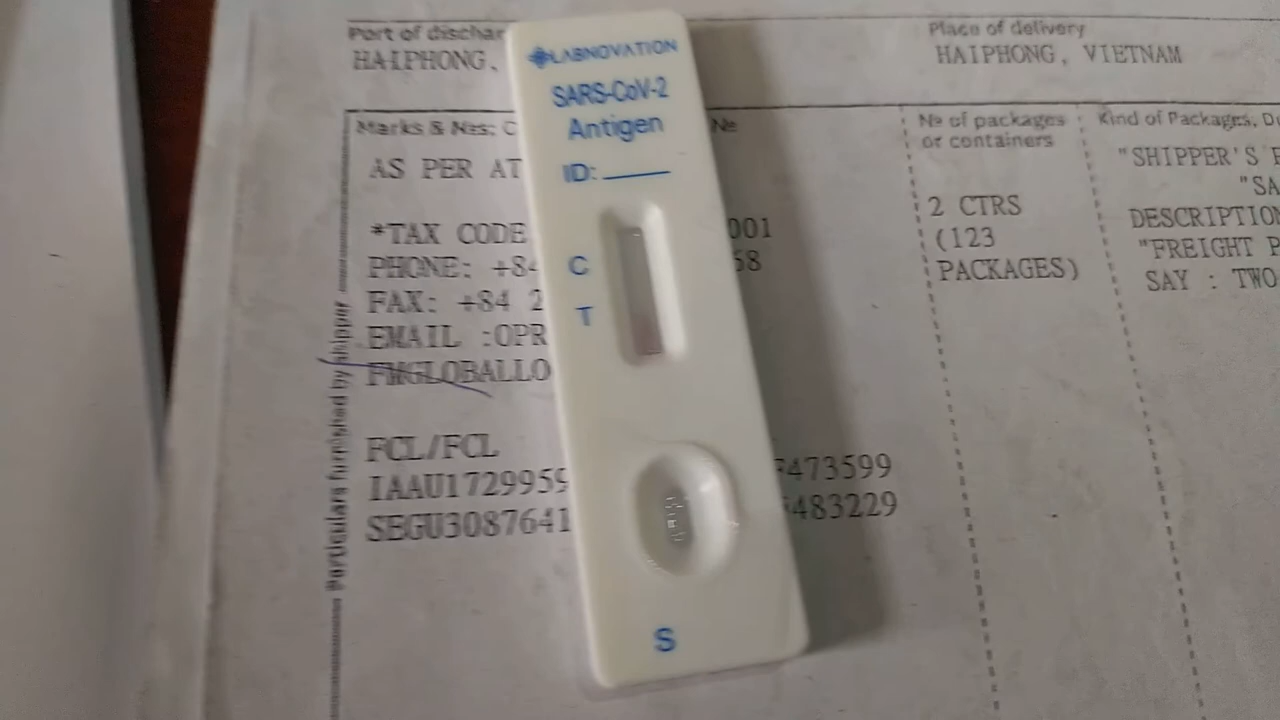 Port of dischar
HAIPHONG,
Place of delivery
HAIPHONG, VIETNAM
LABNOVATION
SARS-CoV-2
Antigen
ID:
C
T
S
Marks & Nos; C
No
AS PER AT
*TAX CODE
001
PHONE: +84
68
FAX: +84 2
EMAIL :OPR
FMGLOBALLO
FCL/FCL
IAAU1729959
473599
SEGU3087641
483229
Particulars furnished by shipper
No of packages
or containers
2 CTRS
(123
PACKAGES)
Kind of Packages,
"SHIPPER'S
"SA
DESCRIPTION
"FREIGHT P
SAY : TWO